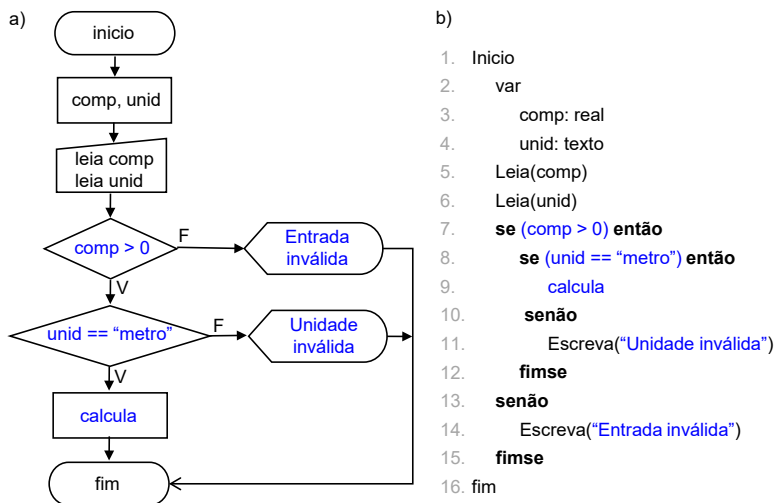 a)
inicio
comp, unid
leia comp
leia unid
comp > 0
F
Entrada
inválida
V
unid == “metro”
F
Unidade
inválida
V
calcula
fim
b)
1. Inicio
2. var
3. comp: real
4. unid: texto
5. Leia(comp)
6. Leia(unid)
7. se (comp > 0) então
8. se (unid == “metro”) então
9. calcula
10. senão
11. Escreva(“Unidade inválida”)
12. fimse
13. senão
14. Escreva(“Entrada inválida”)
15. fimse
16. fim